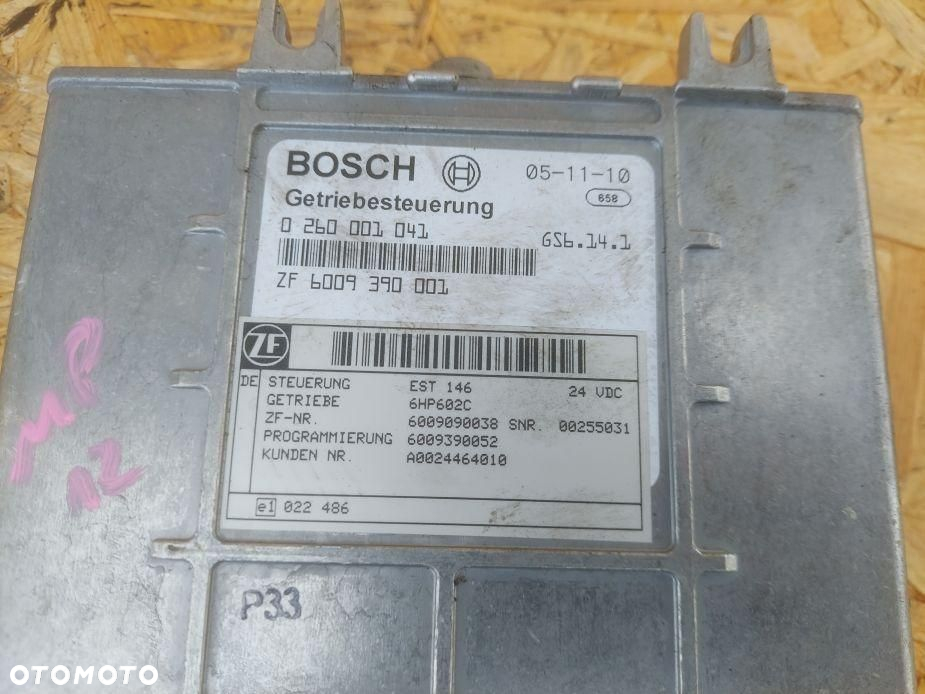 BOSCH
05-11-10
Getriebesteuerung
658
0 260 001 041
GS6.14.1
ZF 6009 390 001
ZF
DE STEUERUNG EST 146 24 VDC
GETRIEBE 6HP602C
ZF-NR. 6009090038 SNR. 00255031
PROGRAMMIERUNG 6009390052
KUNDEN NR. A0024464010
e1 022 486
P33
OTOMOTO